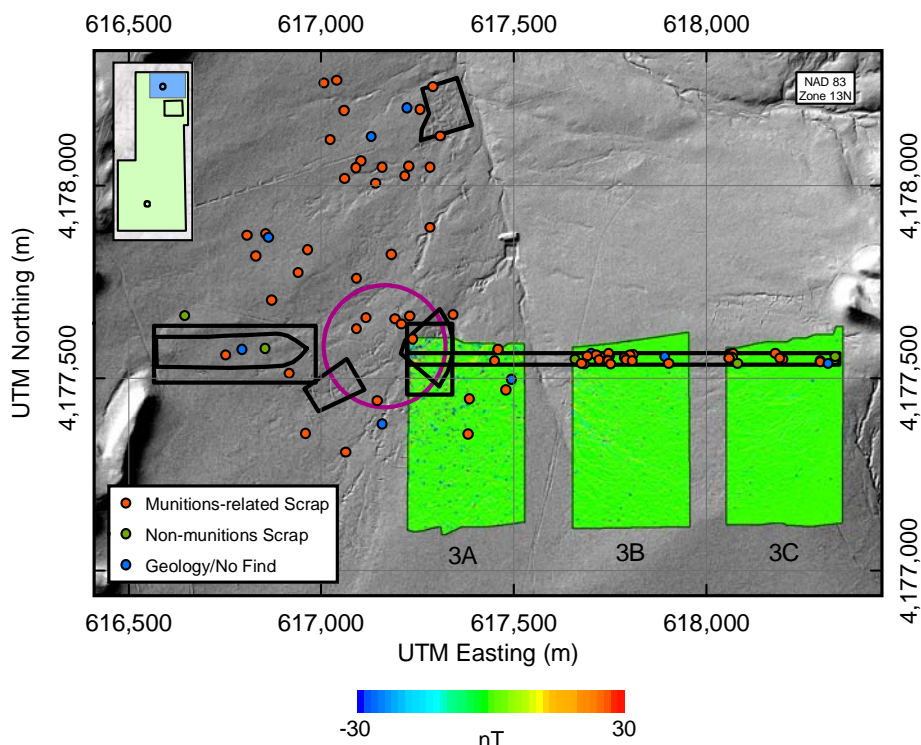 616,500 617,000 617,500 618,000
NAD 83
Zone 13N
4,178,000
4,178,000
UTM Northing (m)
4,177,500
4,177,500
Munitions-related Scrap
Non-munitions Scrap
Geology/No Find
3A 3B 3C
4,177,000
4,177,000
616,500 617,000 617,500 618,000
UTM Easting (m)
-30 30
nT